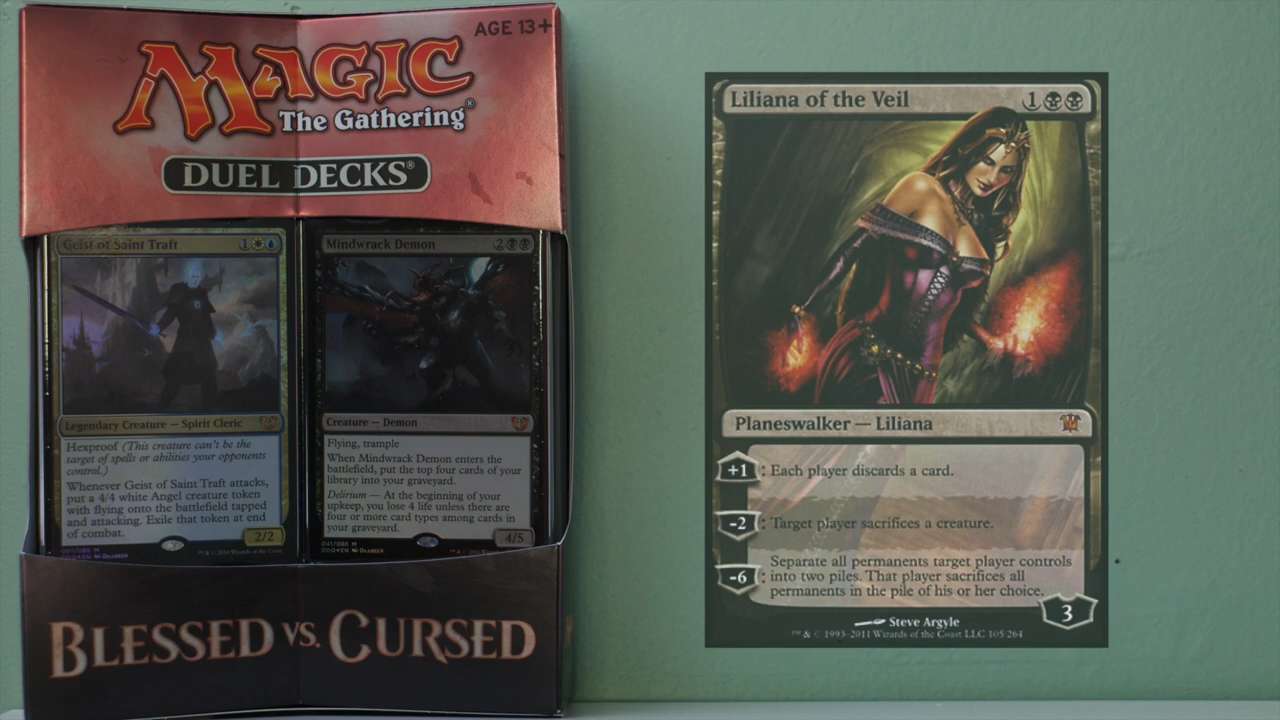 AGE 13+
MAGIC
The Gathering®
DUEL DECKS®
Geist of Saint Traft 1
Legendary Creature — Spirit Cleric
Hexproof (This creature can't be the
target of spells or abilities your opponents
control.)
Whenever Geist of Saint Traft attacks,
put a 4/4 white Angel creature token
with flying onto the battlefield tapped
and attacking. Exile that token at end
of combat.
2/2
Mindwrack Demon 2
Creature — Demon
Flying, trample
When Mindwrack Demon enters the
battlefield, put the top four cards of your
library into your graveyard.
Delirium — At the beginning of your
upkeep, you lose 4 life unless there are
four or more card types among cards in
your graveyard.
4/5
041/080 M
DDQ★EN DAARKEN
BLESSED VS. CURSED
Liliana of the Veil 1
Planeswalker — Liliana
+1: Each player discards a card.
-2: Target player sacrifices a creature.
-6: Separate all permanents target player controls
into two piles. That player sacrifices all
permanents in the pile of his or her choice.
3
Steve Argyle
™ & © 1993–2011 Wizards of the Coast LLC 105/264